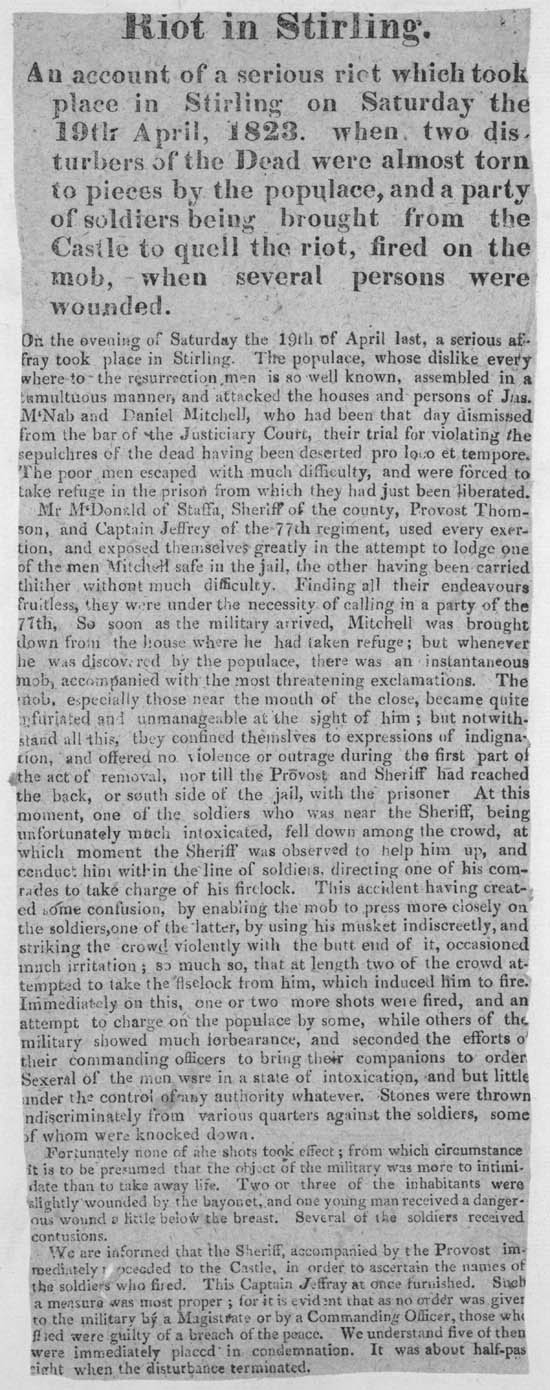 Riot in Stirling.
An account of a serious riot which took
place in Stirling on Saturday the
19th April, 1823. when two dis-
turbers of the Dead were almost torn
to pieces by the populace, and a party
of soldiers being brought from the
Castle to quell the riot, fired on the
mob, when several persons were
wounded.
On the evening of Saturday the 19th of April last, a serious af-
fray took place in Stirling. The populace, whose dislike every
where to the resurrection men is so well known, assembled in a
tumultuous manner, and attacked the houses and persons of Jas.
M'Nab and Daniel Mitchell, who had been that day dismissed
from the bar of the Justiciary Court, their trial for violating the
sepulchres of the dead having been deserted pro loco et tempore.
The poor men escaped with much difficulty, and were forced to
take refuge in the prison from which they had just been liberated.
Mr M'Donald of Staffa, Sheriff of the county, Provost Thom-
son, and Captain Jeffrey of the 77th regiment, used every exer-
tion, and exposed themselves greatly in the attempt to lodge one
of the men Mitchell safe in the jail, the other having been carried
thither without much difficulty. Finding all their endeavours
fruitless, they were under the necessity of calling in a party of the
77th, So soon as the military arrived, Mitchell was brought
down from the house where he had taken refuge; but whenever
he was discovered by the populace, there was an instantaneous
mob, accompanied with the most threatening exclamations. The
mob, especially those near the mouth of the close, became quite
infuriated and unmanageable at the sight of him; but notwith-
stand all this, they confined themslves to expressions of indigna-
tion, and offered no violence or outrage during the first part of
the act of removal, nor till the Provost and Sheriff had reached
the back, or south side of the jail, with the prisoner At this
moment, one of the soldiers who was near the Sheriff, being
unfortunately much intoxicated, fell down among the crowd, at
which moment the Sheriff was observed to help him up, and
conduct him within the line of soldiers, directing one of his com-
rades to take charge of his firelock. This accident having creat-
ed some confusion, by enabling the mob to press more closely on
the soldiers, one of the latter, by using his musket indiscreetly, and
striking the crowd violently with the butt end of it, occasioned
much irritation; so much so, that at length two of the crowd at-
tempted to take the fiselock from him, which induced him to fire.
Immediately on this, one or two more shots were fired, and an
attempt to charge on the populace by some, while others of the
military showed much forbearance, and seconded the efforts o
their commanding officers to bring their companions to order
Sexeral of the men wsre in a state of intoxication, and but little
under the control of any authority whatever. Stones were thrown
ndiscriminately from various quarters against the soldiers, some
of whom were knocked down.
Fortunately none of ahe shots took effect; from which circumstance
it is to be presumed that the object of the military was more to intimi-
date than to take away life. Two or three of the inhabitants were
slightly wounded by the bayonet, and one young man received a danger-
ous wound a little below the breast. Several of the soldiers received
contusions.
We are informed that the Sheriff, accompanied by the Provost im-
mediately proceeded to the Castle, in order to ascertain the names of
the soldiers who fired. This Captain Jeffray at once furnished. Such
a measure was most proper; for it is evident that as no order was giver
to the military by a Magistrate or by a Commanding Officer, those who
fired were guilty of a breach of the peace. We understand five of then
were immediately placed in condemnation. It was about half-pas
eight when the disturbance terminated.